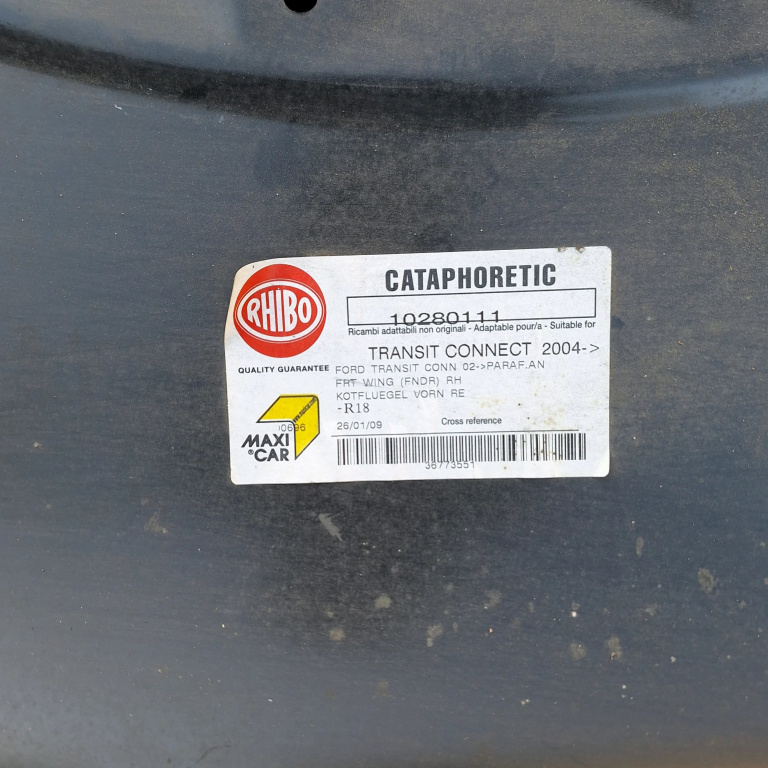 RHIBO
QUALITY GUARANTEE
CATAPHORETIC
10280111
Ricambi adattabili non originali - Adaptable pour/a - Suitable for
TRANSIT CONNECT 2004->
FORD TRANSIT CONN 02->PARAF.AN
FRT WING (FNDR) RH
KOTFLUEGEL VORN RE
-R18
26/01/09
Cross reference
36773551
0696
MAXI
®CAR